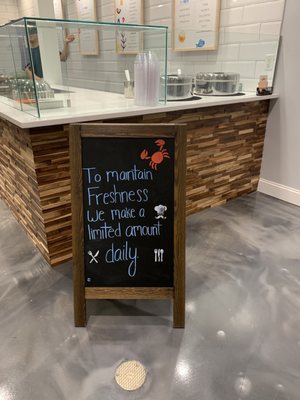 To maintain
Freshness
We make a
limited amount
daily.